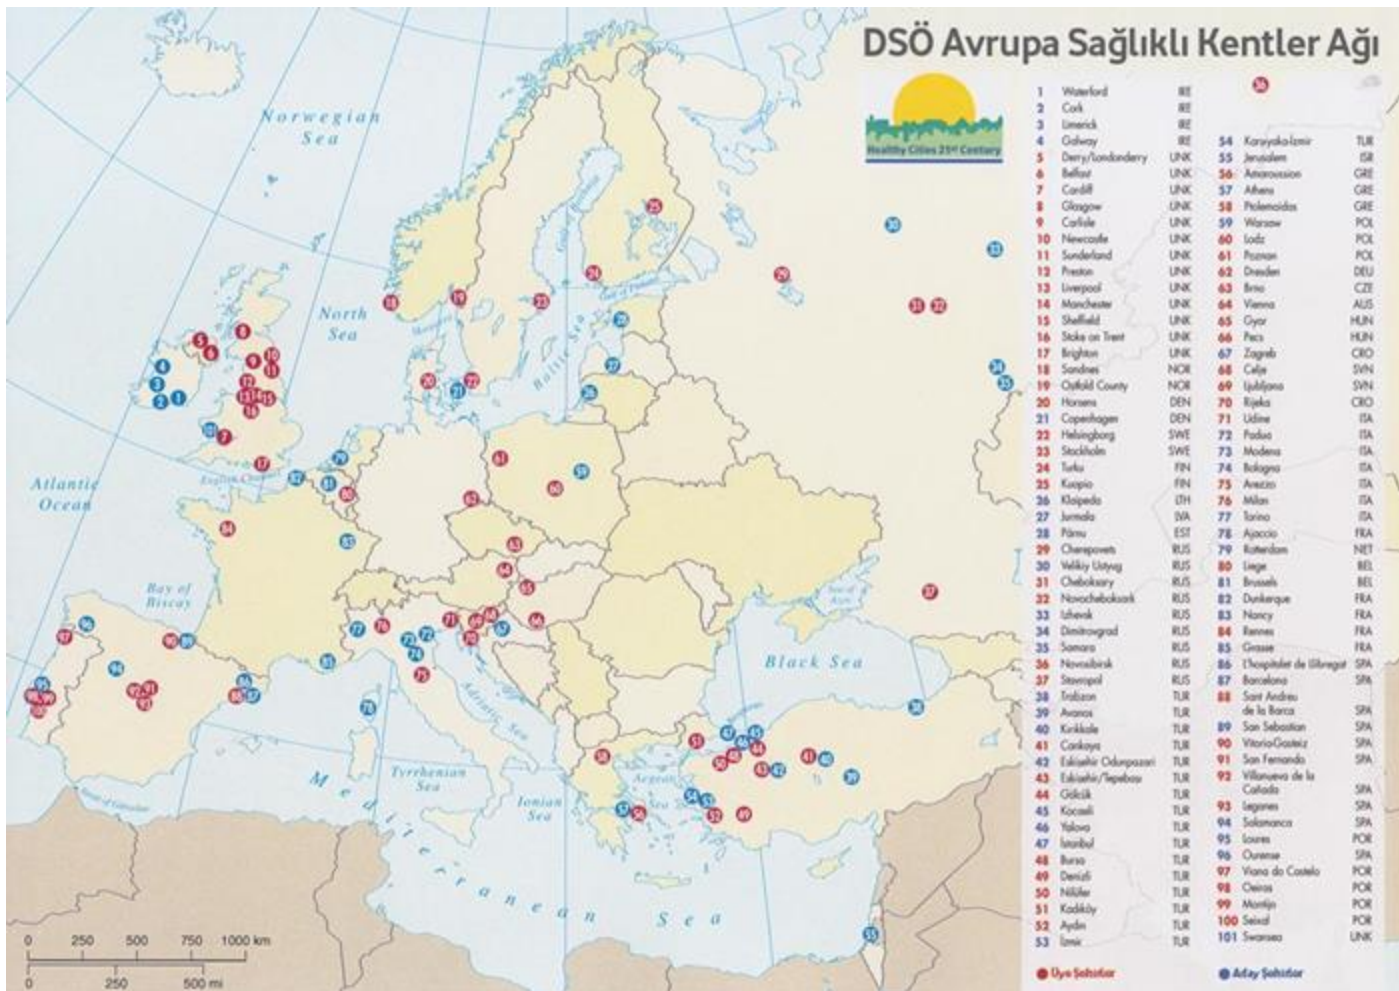 DSÖ Avrupa Sağlıklı Kentler Ağı
Healthy Cities 21st Century
Norwegian
Sea
North
Sea
Atlantic
Ocean
English Channel
Bay of
Biscay
Baltic Sea
Gulf of Finland
Black Sea
Adriatic Sea
Tyrrhenian
Sea
Ionian
Sea
Aegean
Sea
Mediterranean Sea
0 250 500 750 1000 km
0 250 500 mi
1 Waterford IRE
2 Cork IRE
3 Limerick IRE
4 Galway IRE
5 Derry/Londonderry UNK
6 Belfast UNK
7 Cardiff UNK
8 Glasgow UNK
9 Carlisle UNK
10 Newcastle UNK
11 Sunderland UNK
12 Preston UNK
13 Liverpool UNK
14 Manchester UNK
15 Sheffield UNK
16 Stoke on Trent UNK
17 Brighton UNK
18 Sandnes NOR
19 Ostfold County NOR
20 Horsens DEN
21 Copenhagen DEN
22 Helsingborg SWE
23 Stockholm SWE
24 Turku FIN
25 Kuopio FIN
26 Klaipeda LTH
27 Jurmala LVA
28 Pärnu EST
29 Cherepovets RUS
30 Velikiy Ustyug RUS
31 Cheboksary RUS
32 Novocheboksark RUS
33 Izhevsk RUS
34 Dimitrovgrad RUS
35 Samara RUS
36 Novosibirsk RUS
37 Stavropol RUS
38 Trabzon TUR
39 Avanos TUR
40 Kırıkkale TUR
41 Çankaya TUR
42 Eskişehir Odunpazarı TUR
43 Eskişehir/Tepebaşı TUR
44 Gölcük TUR
45 Kocaeli TUR
46 Yalova TUR
47 İstanbul TUR
48 Bursa TUR
49 Denizli TUR
50 Nilüfer TUR
51 Kadıköy TUR
52 Aydın TUR
53 İzmir TUR
36
54 Karşıyaka-İzmir TUR
55 Jerusalem ISR
56 Amaroussion GRE
57 Athens GRE
58 Ptolemaidas GRE
59 Warsaw POL
60 Lodz POL
61 Poznan POL
62 Dresden DEU
63 Brno CZE
64 Vienna AUS
65 Gyor HUN
66 Pecs HUN
67 Zagreb CRO
68 Celje SVN
69 Ljubljana SVN
70 Rijeka CRO
71 Udine ITA
72 Padua ITA
73 Modena ITA
74 Bologna ITA
75 Arezzo ITA
76 Milan ITA
77 Torino ITA
78 Ajaccio FRA
79 Rotterdam NET
80 Liege BEL
81 Brussels BEL
82 Dunkerque FRA
83 Nancy FRA
84 Rennes FRA
85 Grasse FRA
86 L'hospitalet de Llibregat SPA
87 Barcelona SPA
88 Sant Andreu
de la Barca SPA
89 San Sebastian SPA
90 Vitoria-Gasteiz SPA
91 San Fernando SPA
92 Villanueva de la
Cañada SPA
93 Leganes SPA
94 Salamanca SPA
95 Loures POR
96 Ourense SPA
97 Viana do Castelo POR
98 Oeiras POR
99 Montijo POR
100 Seixal POR
101 Swansea UNK
Üye Şehirler
Aday Şehirler